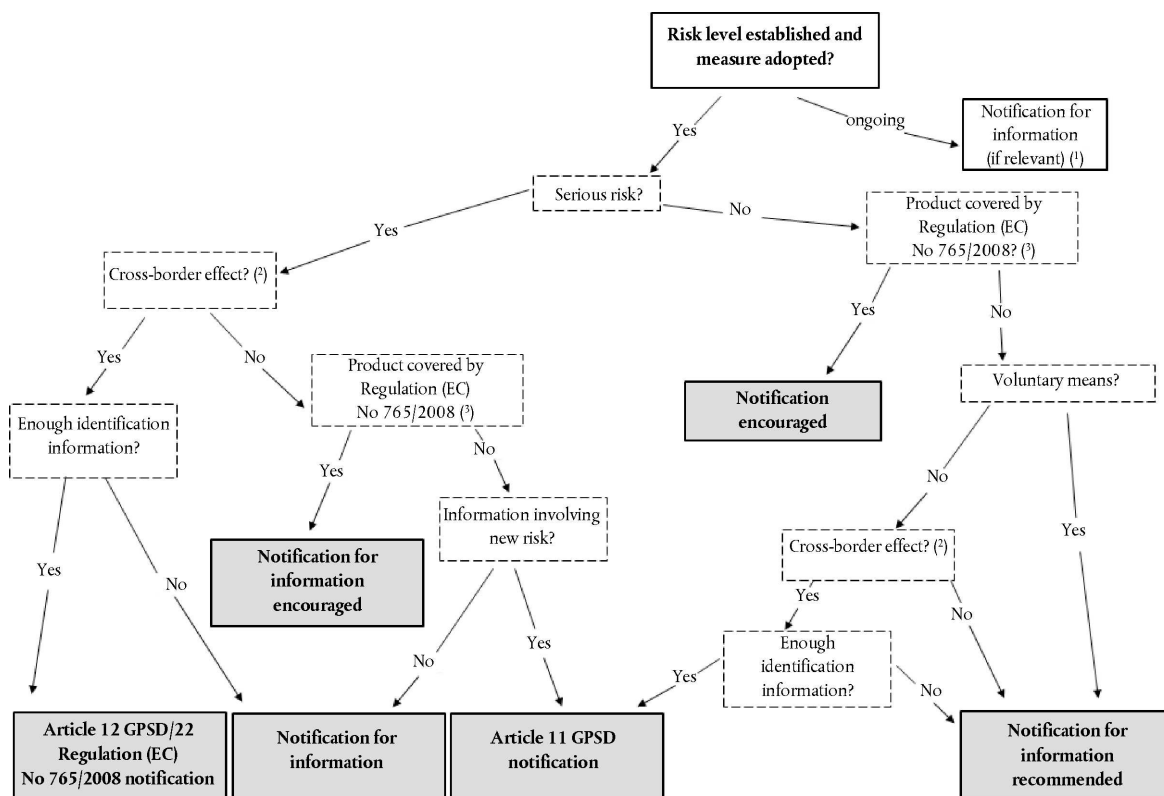 Risk level established and
measure adopted?
Yes
ongoing
Notification for
information
(if relevant) (¹)
Serious risk?
Yes
No
Product covered by
Regulation (EC)
No 765/2008? (³)
Cross-border effect? (²)
Yes
No
Yes
No
Product covered by
Regulation (EC)
No 765/2008 (³)
Notification
encouraged
Voluntary means?
Enough identification
information?
Yes
No
No
Yes
Information involving
new risk?
Cross-border effect? (²)
Yes
No
Notification for
information
encouraged
No
Yes
Yes
No
Enough
identification
information?
Yes
No
Article 12 GPSD/22
Regulation (EC)
No 765/2008 notification
Notification for
information
Article 11 GPSD
notification
Notification for
information
recommended